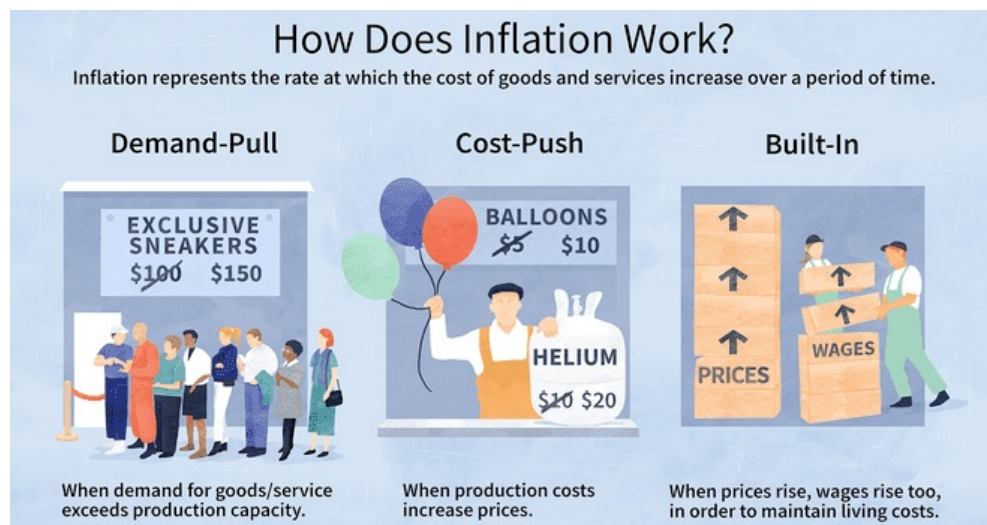 How Does Inflation Work?
Inflation represents the rate at which the cost of goods and services increase over a period of time.
Demand-Pull
EXCLUSIVE
SNEAKERS
$100 $150
When demand for goods/service
exceeds production capacity.
Cost-Push
BALLOONS
$5 $10
HELIUM
$10 $20
When production costs
increase prices.
Built-In
PRICES
WAGES
When prices rise, wages rise too,
in order to maintain living costs.